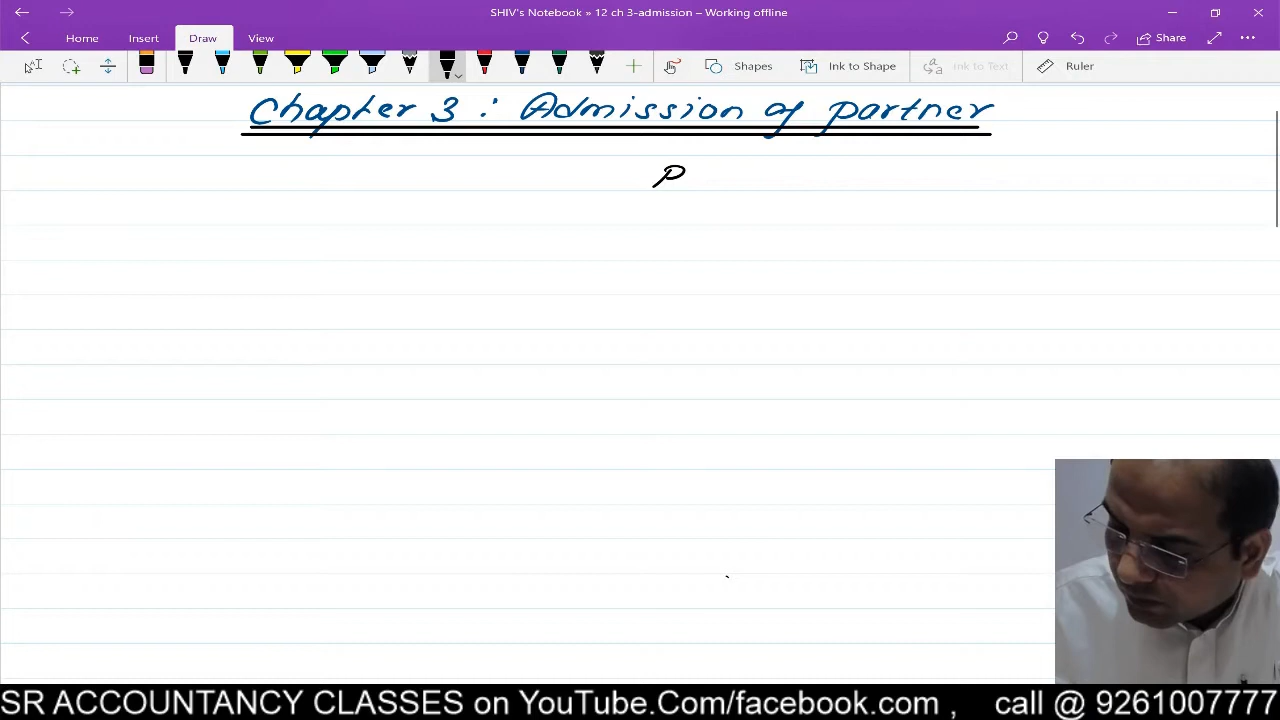 SHIV's Notebook » 12 ch 3-admission – Working offline
Home Insert Draw View Share
Shapes Ink to Shape Ink to Text Ruler
Chapter 3 : Admission of partner
P
SR ACCOUNTANCY CLASSES on YouTube.Com/facebook.com , call @ 9261007777